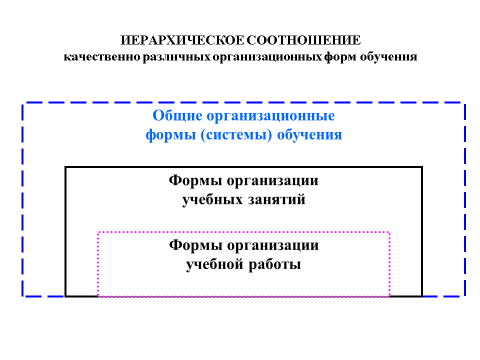 ИЕРАРХИЧЕСКОЕ СООТНОШЕНИЕ
качественно различных организационных форм обучения
Общие организационные
формы (системы) обучения
Формы организации
учебных занятий
Формы организации
учебной работы